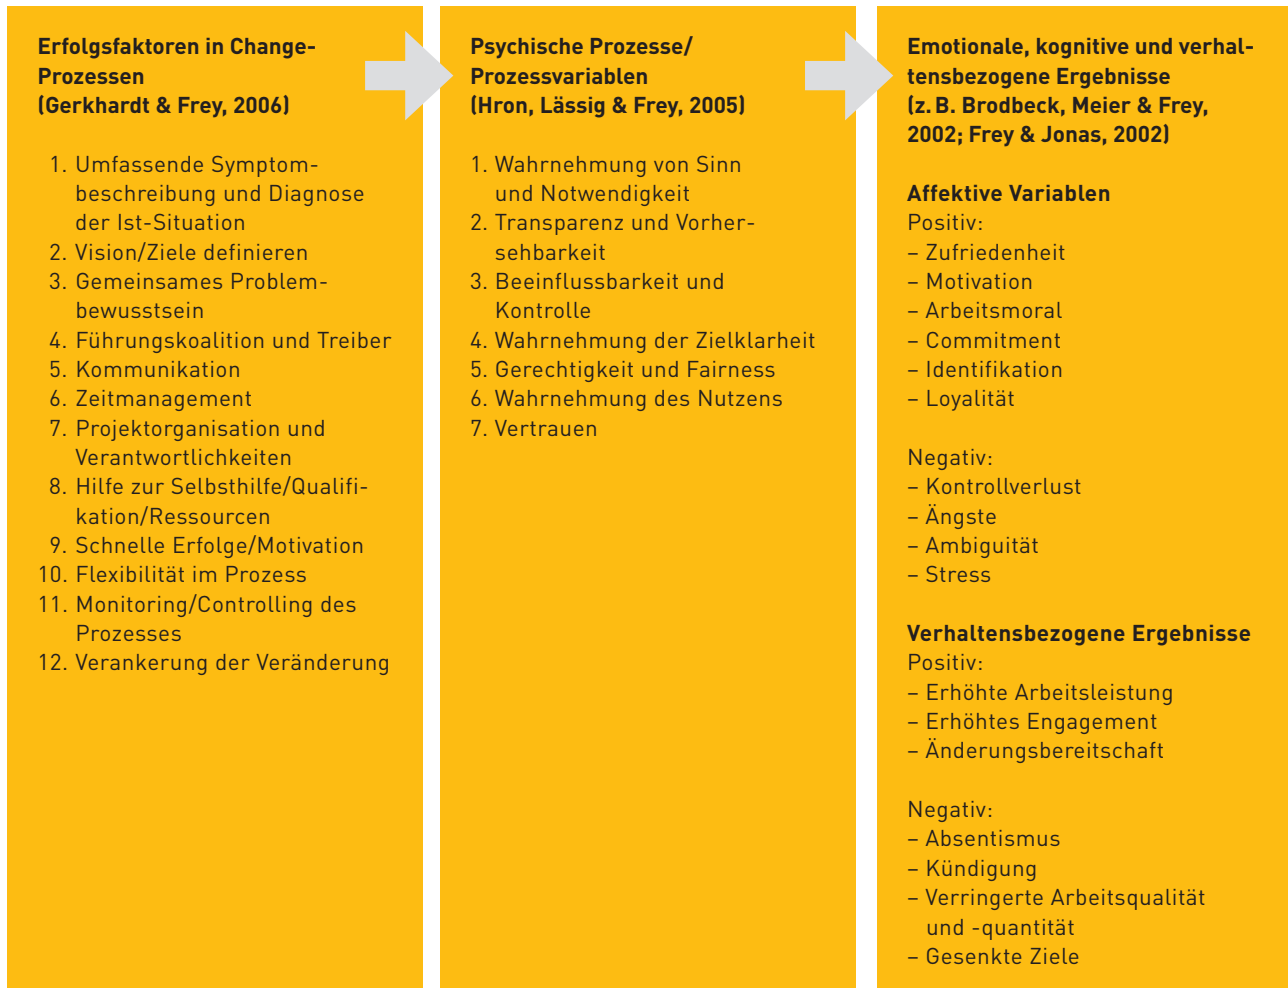 Erfolgsfaktoren in Change-
Prozessen
(Gerkhardt & Frey, 2006)
1. Umfassende Symptom-
beschreibung und Diagnose
der Ist-Situation
2. Vision/Ziele definieren
3. Gemeinsames Problem-
bewusstsein
4. Führungskoalition und Treiber
5. Kommunikation
6. Zeitmanagement
7. Projektorganisation und
Verantwortlichkeiten
8. Hilfe zur Selbsthilfe/Qualifi-
kation/Ressourcen
9. Schnelle Erfolge/Motivation
10. Flexibilität im Prozess
11. Monitoring/Controlling des
Prozesses
12. Verankerung der Veränderung
Psychische Prozesse/
Prozessvariablen
(Hron, Lässig & Frey, 2005)
1. Wahrnehmung von Sinn
und Notwendigkeit
2. Transparenz und Vorher-
sehbarkeit
3. Beeinflussbarkeit und
Kontrolle
4. Wahrnehmung der Zielklarheit
5. Gerechtigkeit und Fairness
6. Wahrnehmung des Nutzens
7. Vertrauen
Emotionale, kognitive und verhal-
tensbezogene Ergebnisse
(z. B. Brodbeck, Meier & Frey,
2002; Frey & Jonas, 2002)
Affektive Variablen
Positiv:
– Zufriedenheit
– Motivation
– Arbeitsmoral
– Commitment
– Identifikation
– Loyalität
Negativ:
– Kontrollverlust
– Ängste
– Ambiguität
– Stress
Verhaltensbezogene Ergebnisse
Positiv:
– Erhöhte Arbeitsleistung
– Erhöhtes Engagement
– Änderungsbereitschaft
Negativ:
– Absentismus
– Kündigung
– Verringerte Arbeitsqualität
und -quantität
– Gesenkte Ziele